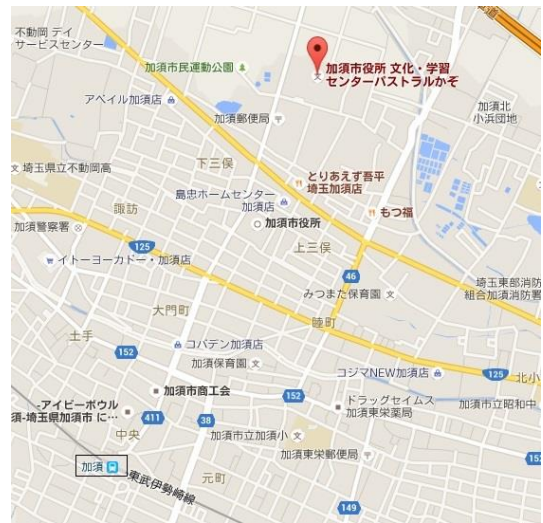 不動岡 デイ
サービスセンター
加須市民運動公園
加須市役所 文化・学習
センターパストラルかぞ
アベイル加須店
加須郵便局
加須北
小浜団地
下三俣
とりあえず吾平
埼玉加須店
埼玉県立不動岡高
島忠ホームセンター
加須店
もつ福
諏訪
加須市役所
加須警察署
125
上三俣
イトーヨーカドー・加須店
46
埼玉東部消防
組合加須消防署
みつまた保育園
大門町
睦町
土手
コバデン加須店
152
加須保育園
コジマNEW加須店
125
北小
加須市商工会
152
ドラッグセイムス
加須東栄薬局
加須市立昭和中
-アイビーボウル
須-埼玉県加須市 に…
411
38
中央
加須市立加須小
152
加須東栄郵便局
加須
東武伊勢崎線
元町
149